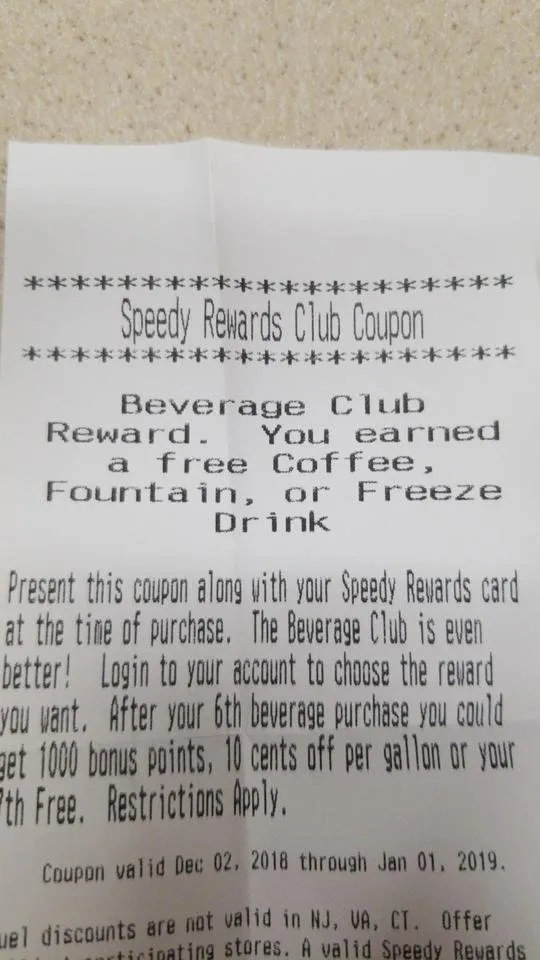 ********************
Speedy Rewards Club Coupon
********************
Beverage Club
Reward. You earned
a free Coffee,
Fountain, or Freeze
Drink
Present this coupon along with your Speedy Rewards card
at the time of purchase. The Beverage Club is even
better! Login to your account to choose the reward
you want. After your 6th beverage purchase you could
get 1000 bonus points, 10 cents off per gallon or your
7th Free. Restrictions Apply.
Coupon valid Dec 02, 2018 through Jan 01, 2019.
uel discounts are not valid in NJ, VA, CT. Offer
participating stores. A valid Speedy Rewards